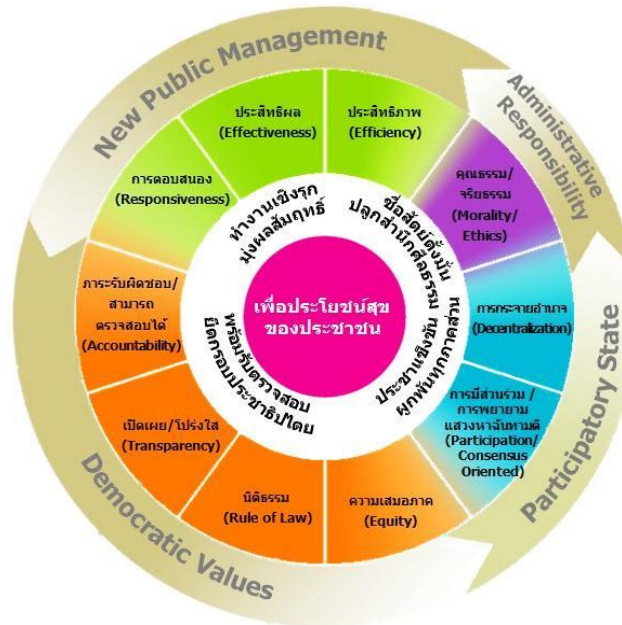 New Public Management
Administrative
Responsibility
Participatory State
Democratic Values
ประสิทธิผล
(Effectiveness)
ประสิทธิภาพ
(Efficiency)
คุณธรรม/
จริยธรรม
(Morality/
Ethics)
การกระจายอำนาจ
(Decentralization)
การมีส่วนร่วม /
การพยายาม
แสวงหาฉันทามติ
(Participation/
Consensus
Oriented)
ความเสมอภาค
(Equity)
นิติธรรม
(Rule of Law)
เปิดเผย/โปร่งใส
(Transparency)
ภาระรับผิดชอบ/
สามารถ
ตรวจสอบได้
(Accountability)
การตอบสนอง
(Responsiveness)
ทำงานเชิงรุก
มุ่งผลสัมฤทธิ์
ซื่อสัตย์ตั้งมั่น
ปลูกสำนึกศีลธรรม
ประชาแข็งขัน
ผูกพันทุกภาคส่วน
พร้อมรับตรวจสอบ
ยึดกรอบประชาธิปไตย
เพื่อประโยชน์สุข
ของประชาชน